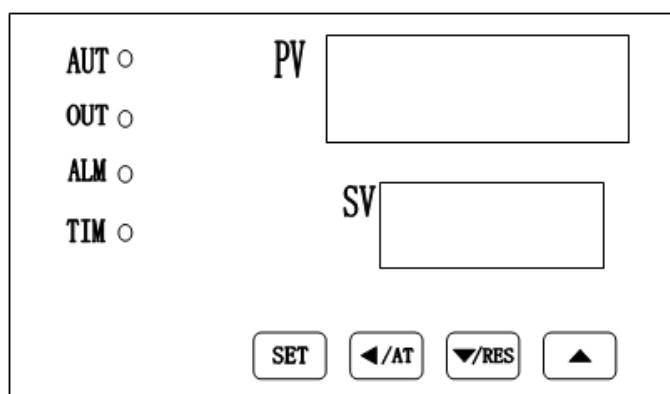 AUT
PV
OUT
ALM
SV
TIM
SET
◀/AT
▼/RES
▲